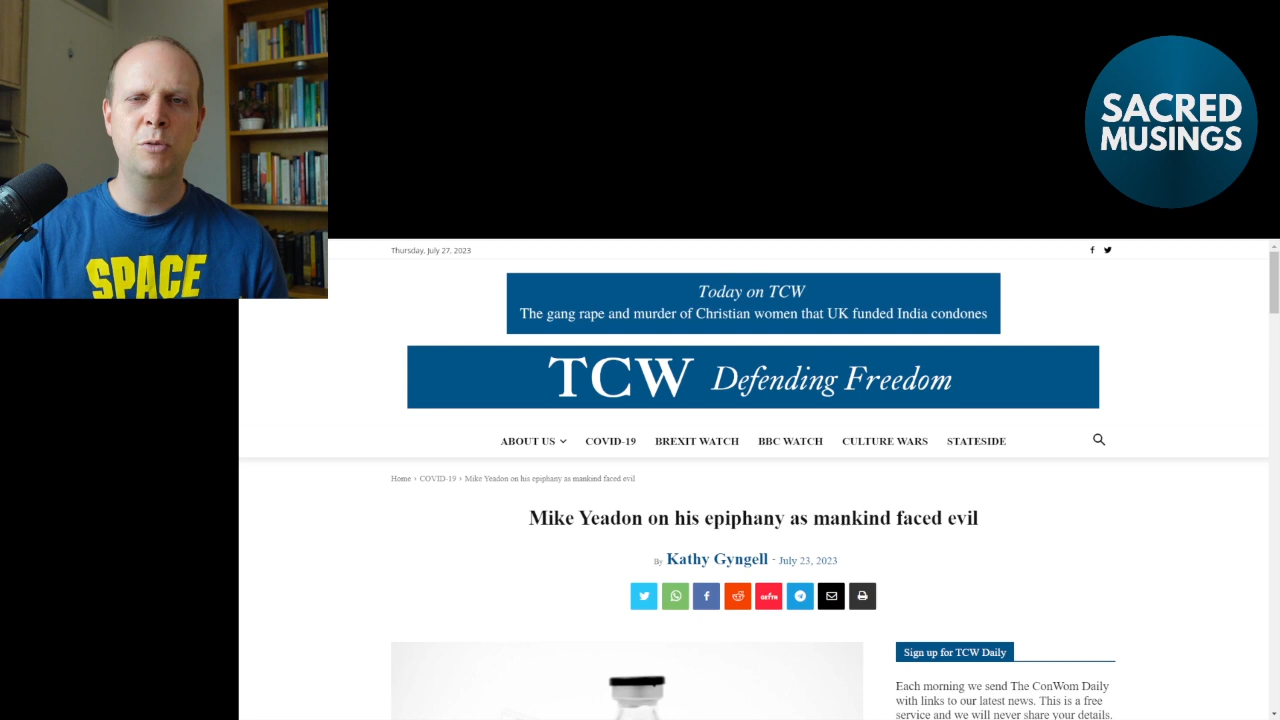 SPACE
SACRED
MUSINGS
Thursday, July 27, 2023
Today on TCW
The gang rape and murder of Christian women that UK funded India condones
TCW Defending Freedom
ABOUT US COVID-19 BREXIT WATCH BBC WATCH CULTURE WARS STATESIDE
Home › COVID-19 › Mike Yeadon on his epiphany as mankind faced evil
Mike Yeadon on his epiphany as mankind faced evil
By Kathy Gyngell - July 23, 2023
GETTR
Sign up for TCW Daily
Each morning we send The ConWom Daily
with links to our latest news. This is a free
service and we will never share your details.